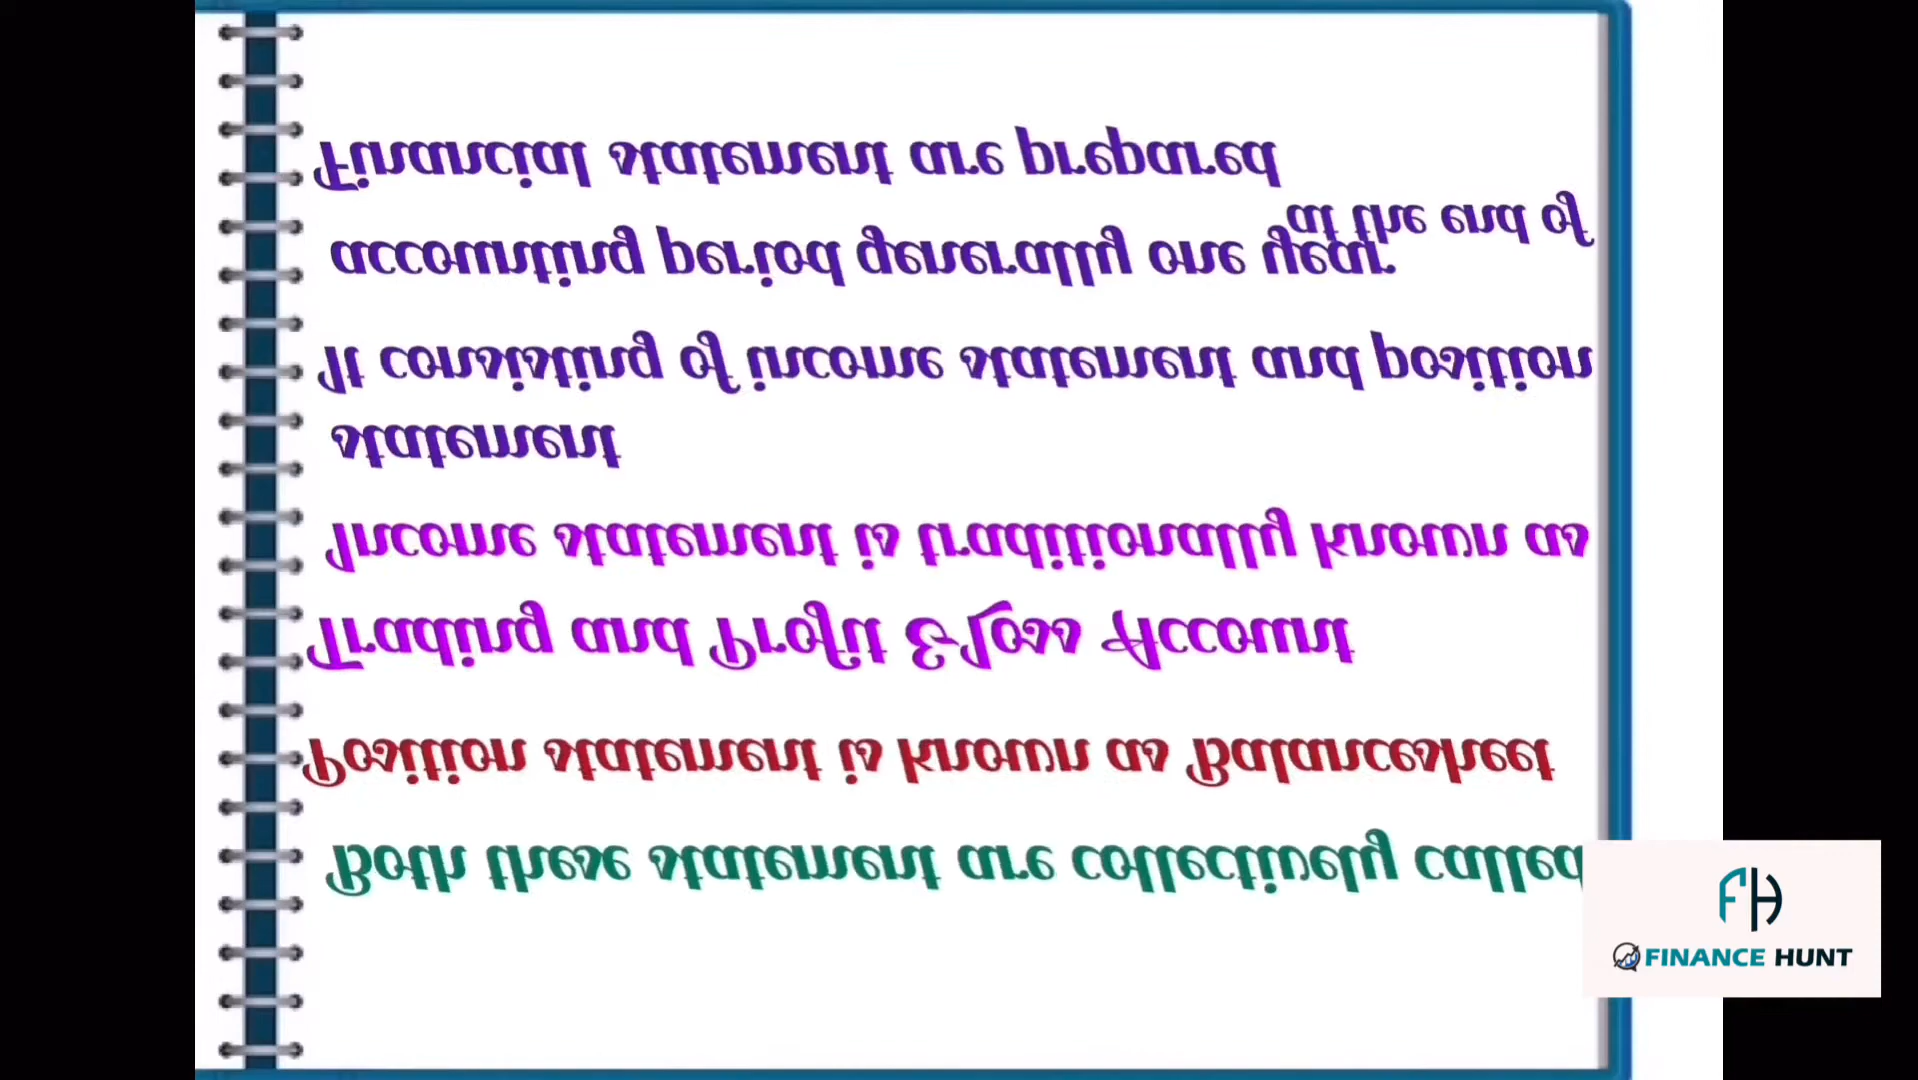 Financial statement are prepared
at the end of
accounting period generally one year.
It consisting of income statement and position
statement
Income statement is traditionally known as
Trading and Profit & Loss Account
Position statement is known as Balancesheet
Both these statement are collectively called
FH
FINANCE HUNT